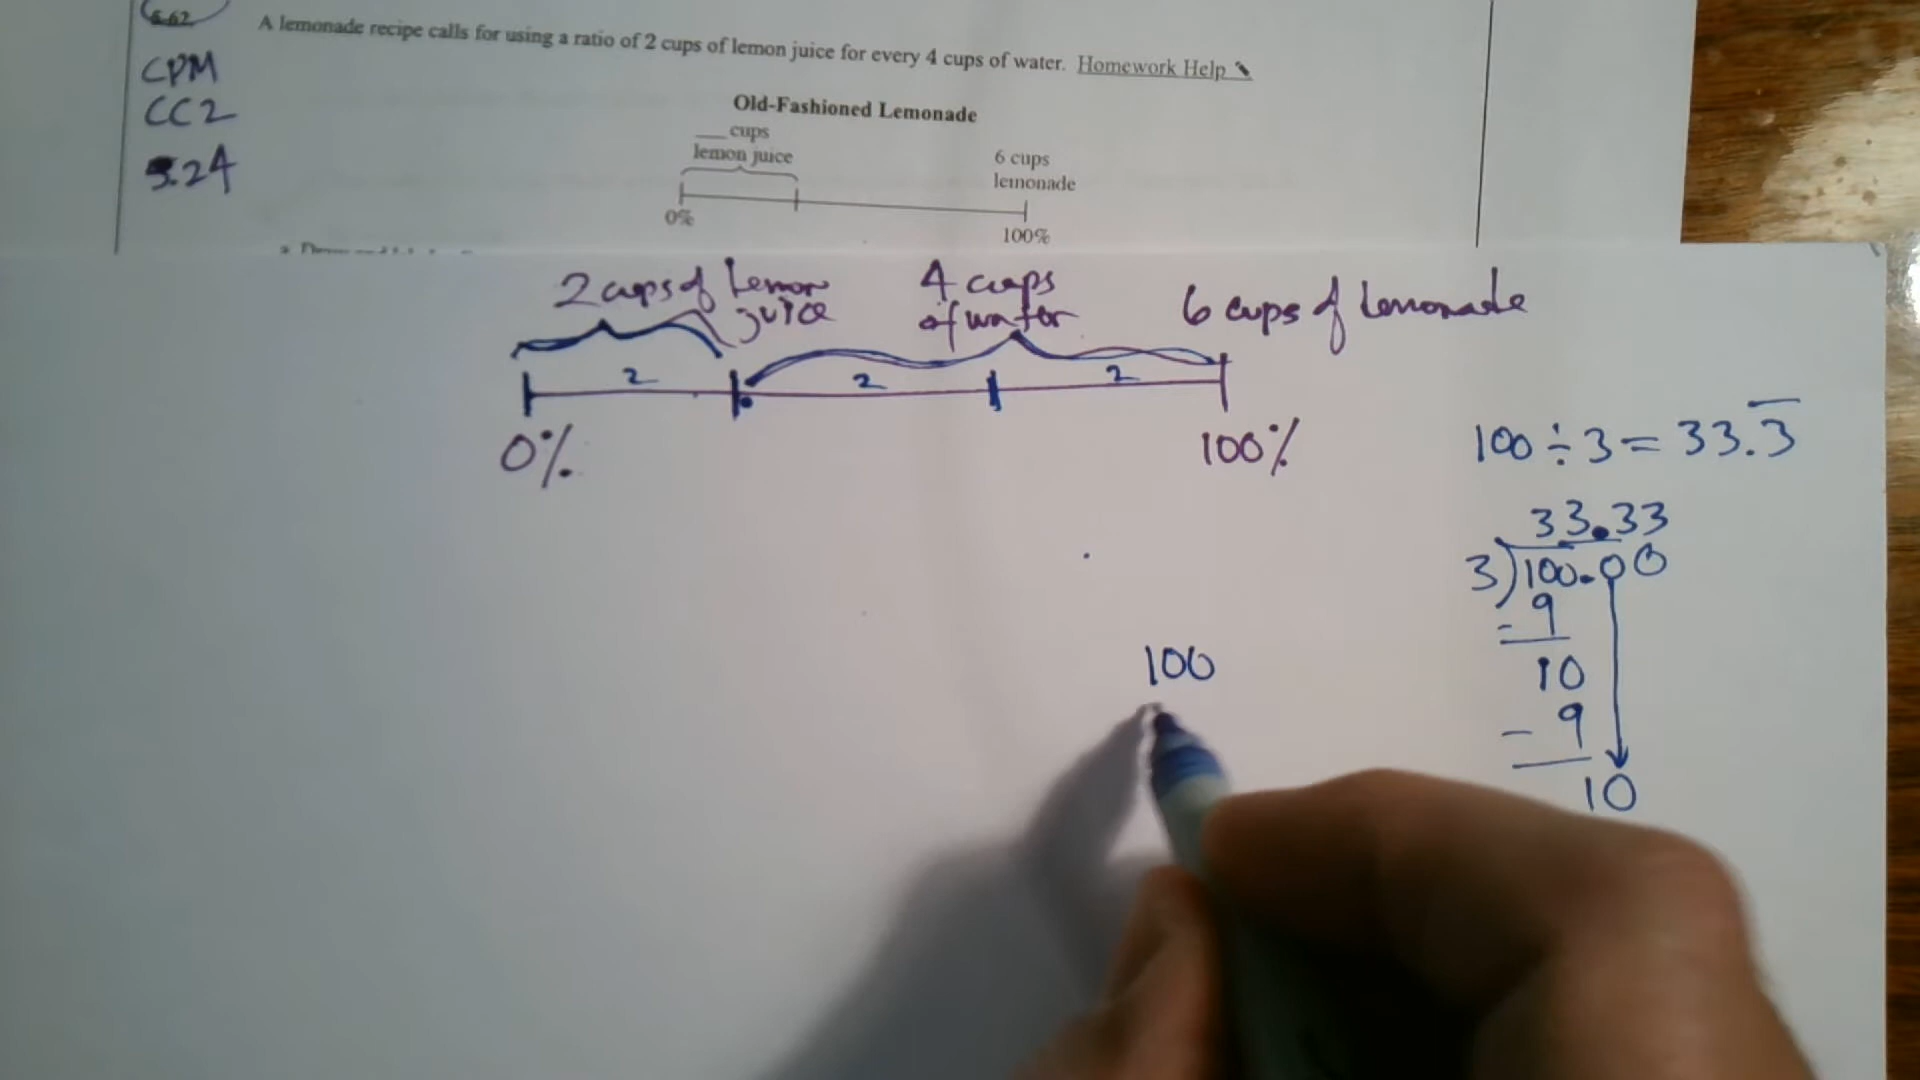 5-62
A lemonade recipe calls for using a ratio of 2 cups of lemon juice for every 4 cups of water. Homework Help
CPM
CC2
5.24
Old-Fashioned Lemonade
___ cups
lemon juice
6 cups
lemonade
0%
100%
2 cups of Lemon
juice
4 cups
of water
6 cups of lemonade
2
2
2
0%
100%
100 ÷ 3 = 33.3̅
33.33
3)100.00
- 9
10
- 9
10
100